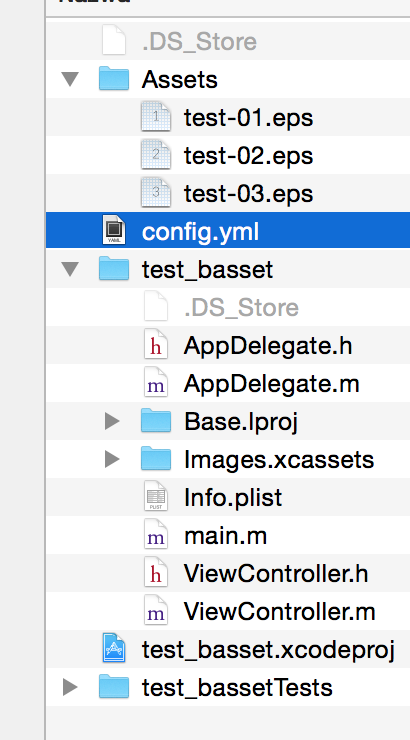 .DS_Store
Assets
test-01.eps
test-02.eps
test-03.eps
config.yml
test_basset
.DS_Store
AppDelegate.h
AppDelegate.m
Base.lproj
Images.xcassets
Info.plist
main.m
ViewController.h
ViewController.m
test_basset.xcodeproj
test_bassetTests